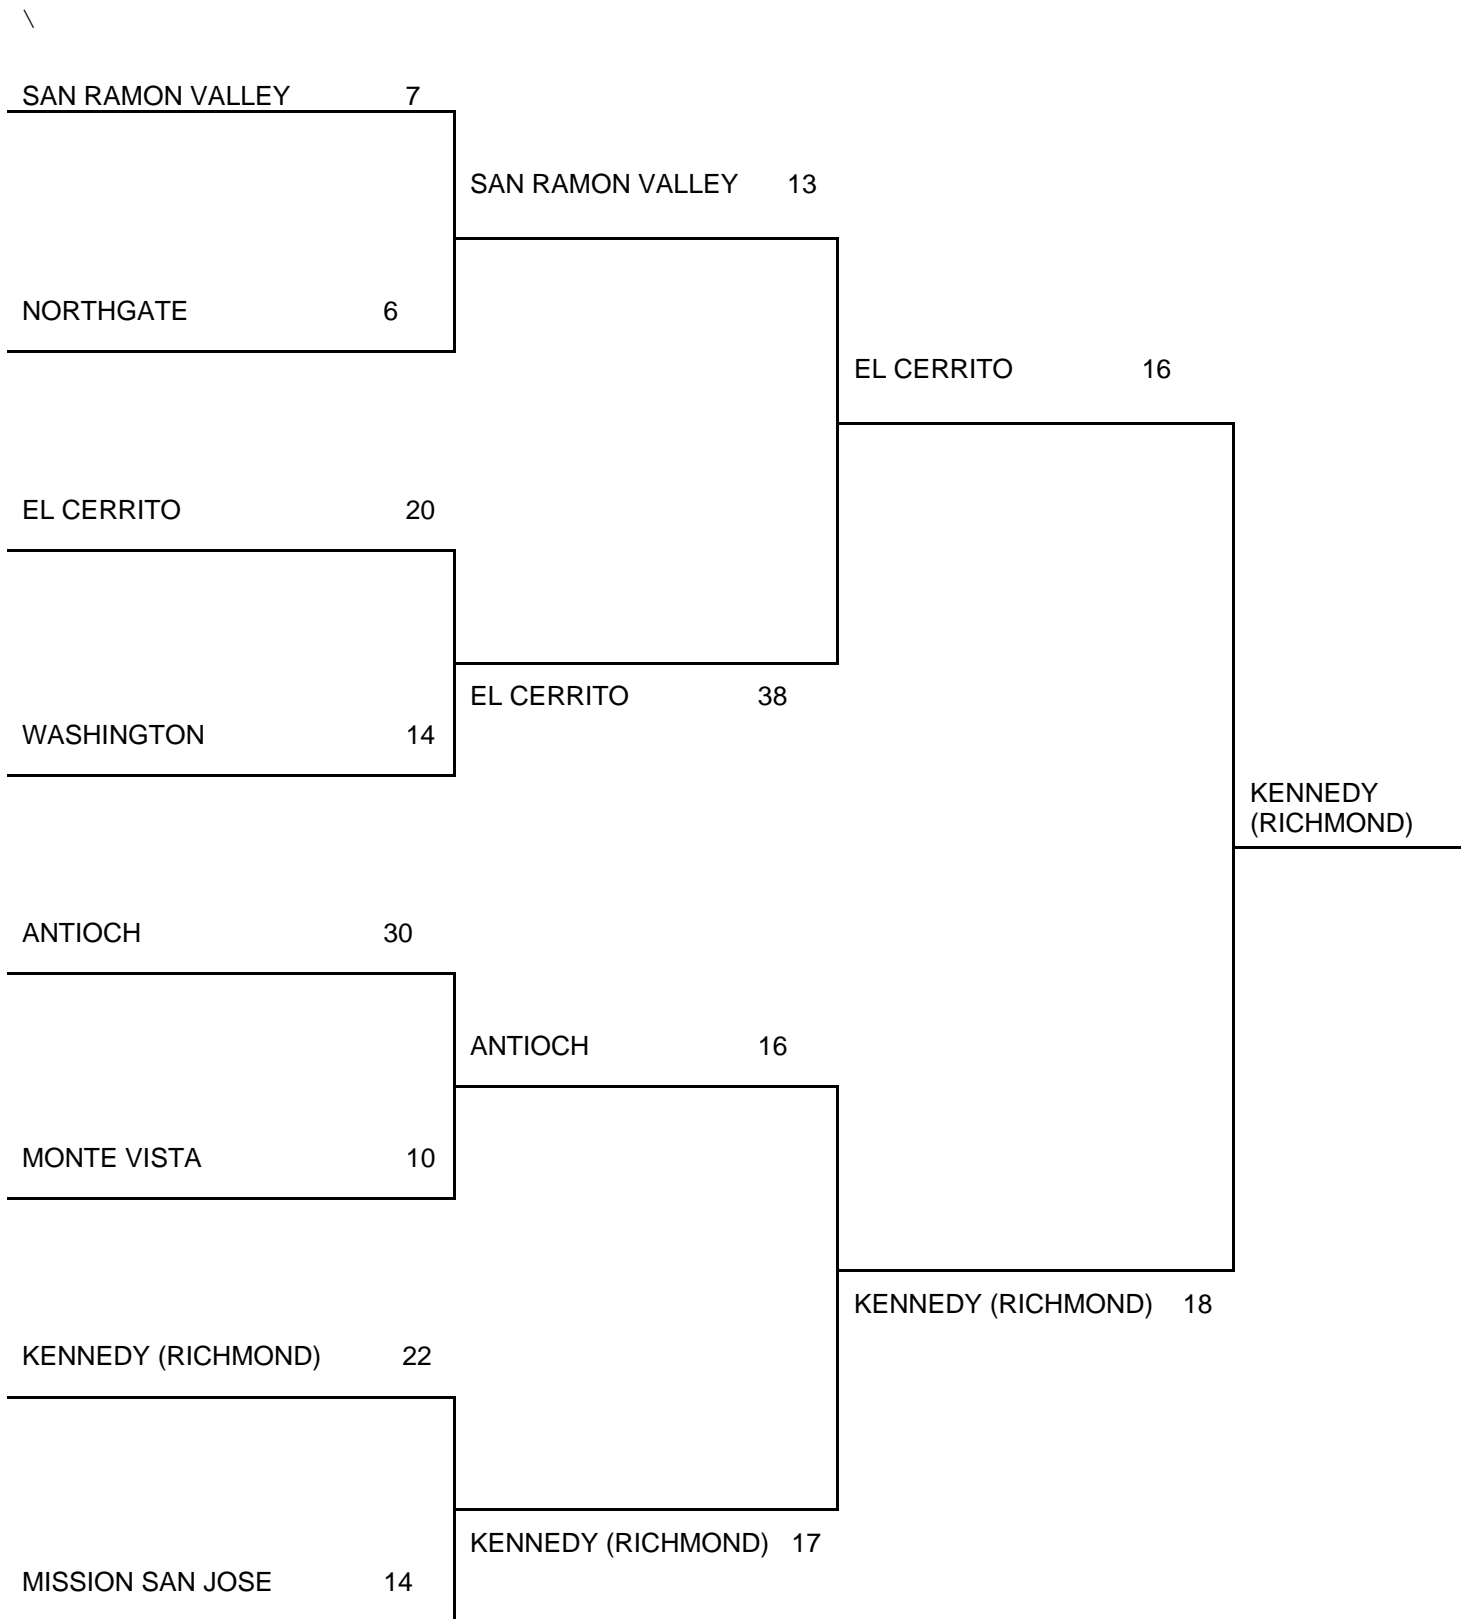 \
SAN RAMON VALLEY 7
SAN RAMON VALLEY 13
NORTHGATE 6
EL CERRITO 16
EL CERRITO 20
EL CERRITO 38
WASHINGTON 14
KENNEDY
(RICHMOND)
ANTIOCH 30
ANTIOCH 16
MONTE VISTA 10
KENNEDY (RICHMOND) 18
KENNEDY (RICHMOND) 22
KENNEDY (RICHMOND) 17
MISSION SAN JOSE 14